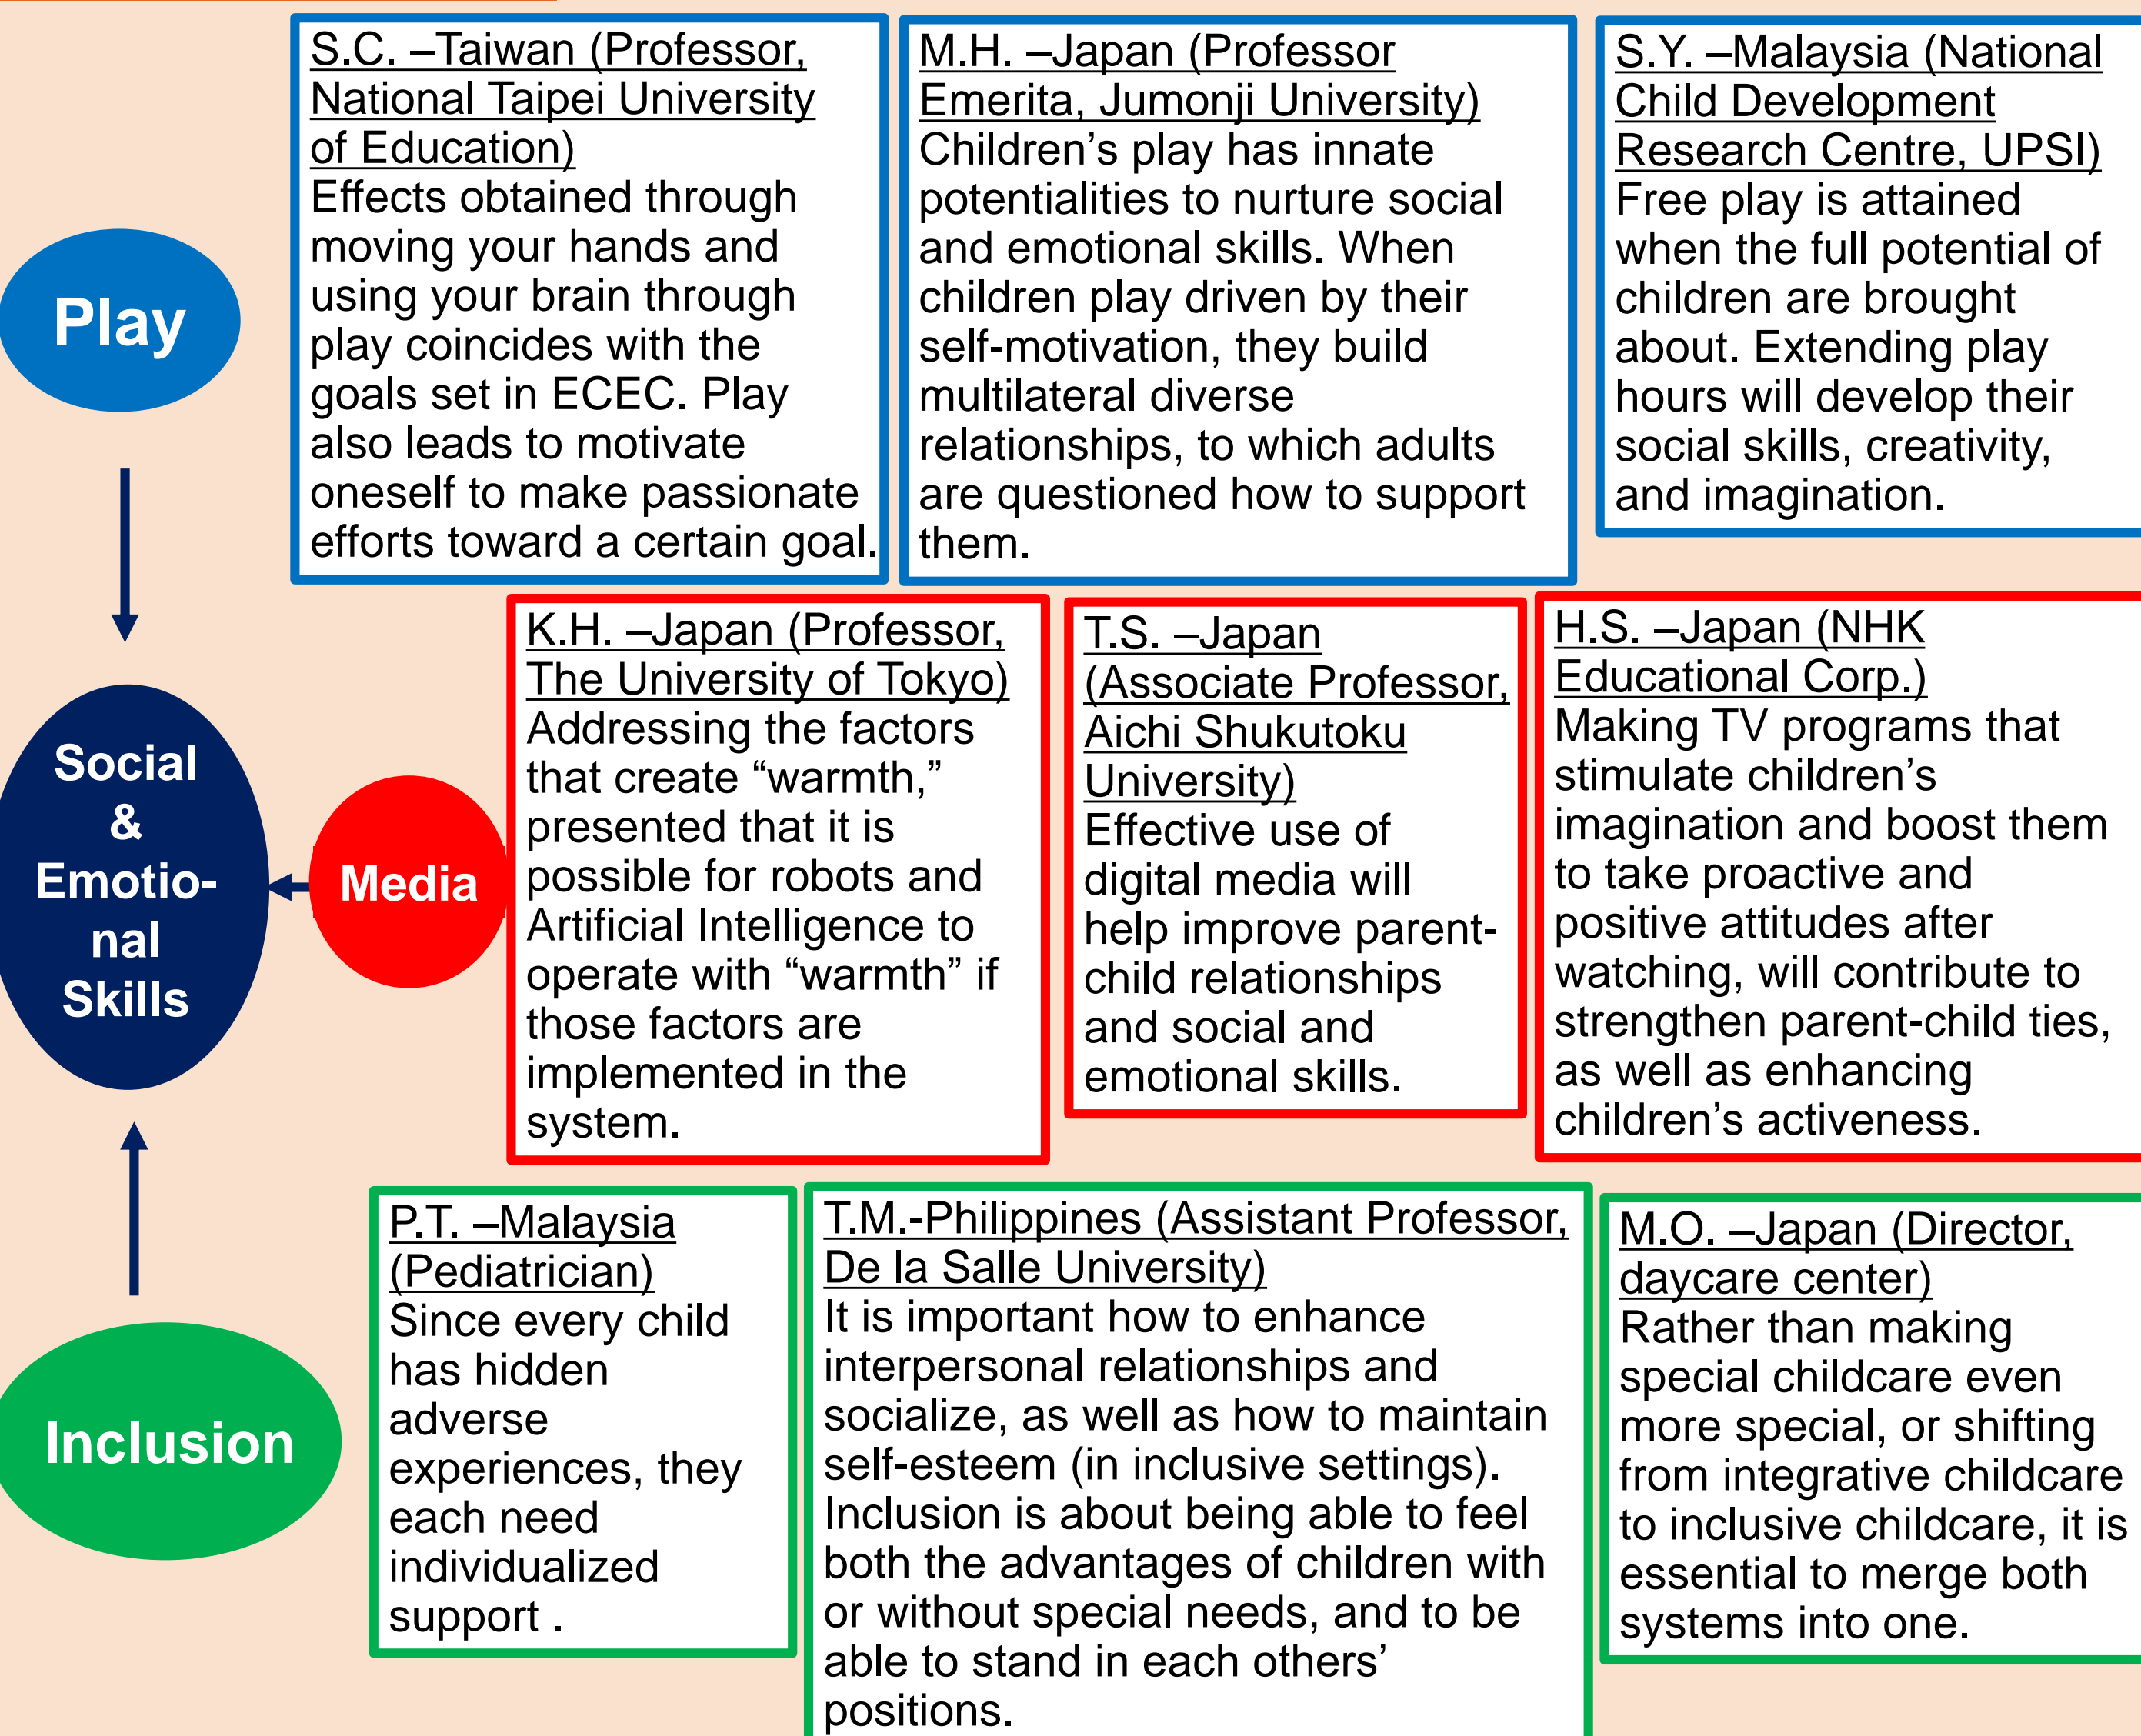 Play
S.C. –Taiwan (Professor,
National Taipei University
of Education)
Effects obtained through
moving your hands and
using your brain through
play coincides with the
goals set in ECEC. Play
also leads to motivate
oneself to make passionate
efforts toward a certain goal.
M.H. –Japan (Professor
Emerita, Jumonji University)
Children’s play has innate
potentialities to nurture social
and emotional skills. When
children play driven by their
self-motivation, they build
multilateral diverse
relationships, to which adults
are questioned how to support
them.
S.Y. –Malaysia (National
Child Development
Research Centre, UPSI)
Free play is attained
when the full potential of
children are brought
about. Extending play
hours will develop their
social skills, creativity,
and imagination.
Social
&
Emotio-
nal
Skills
Media
K.H. –Japan (Professor,
The University of Tokyo)
Addressing the factors
that create “warmth,”
presented that it is
possible for robots and
Artificial Intelligence to
operate with “warmth” if
those factors are
implemented in the
system.
T.S. –Japan
(Associate Professor,
Aichi Shukutoku
University)
Effective use of
digital media will
help improve parent-
child relationships
and social and
emotional skills.
H.S. –Japan (NHK
Educational Corp.)
Making TV programs that
stimulate children’s
imagination and boost them
to take proactive and
positive attitudes after
watching, will contribute to
strengthen parent-child ties,
as well as enhancing
children’s activeness.
Inclusion
P.T. –Malaysia
(Pediatrician)
Since every child
has hidden
adverse
experiences, they
each need
individualized
support .
T.M.-Philippines (Assistant Professor,
De la Salle University)
It is important how to enhance
interpersonal relationships and
socialize, as well as how to maintain
self-esteem (in inclusive settings).
Inclusion is about being able to feel
both the advantages of children with
or without special needs, and to be
able to stand in each others’
positions.
M.O. –Japan (Director,
daycare center)
Rather than making
special childcare even
more special, or shifting
from integrative childcare
to inclusive childcare, it is
essential to merge both
systems into one.